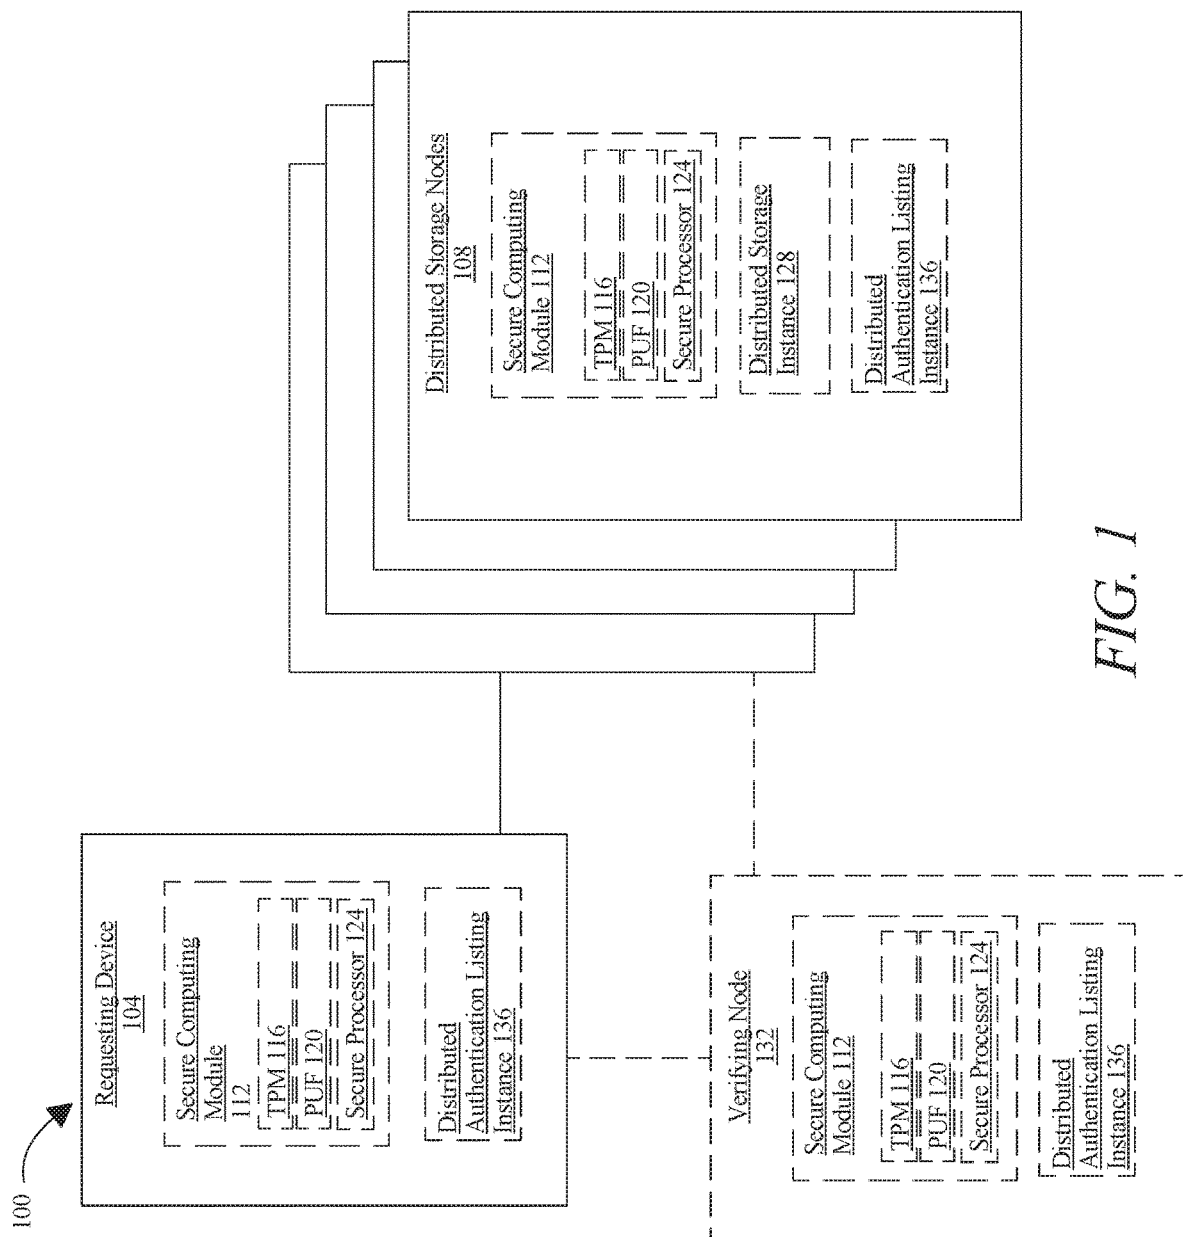 100
Requesting Device
104
Secure Computing
Module
112
TPM 116
PUF 120
Secure Processor 124
Distributed
Authentication Listing
Instance 136
Distributed Storage Nodes
108
Secure Computing
Module 112
TPM 116
PUF 120
Secure Processor 124
Distributed Storage
Instance 128
Distributed
Authentication Listing
Instance 136
Verifying Node
132
Secure Computing
Module 112
TPM 116
PUF 120
Secure Processor 124
Distributed
Authentication Listing
Instance 136
FIG. 1